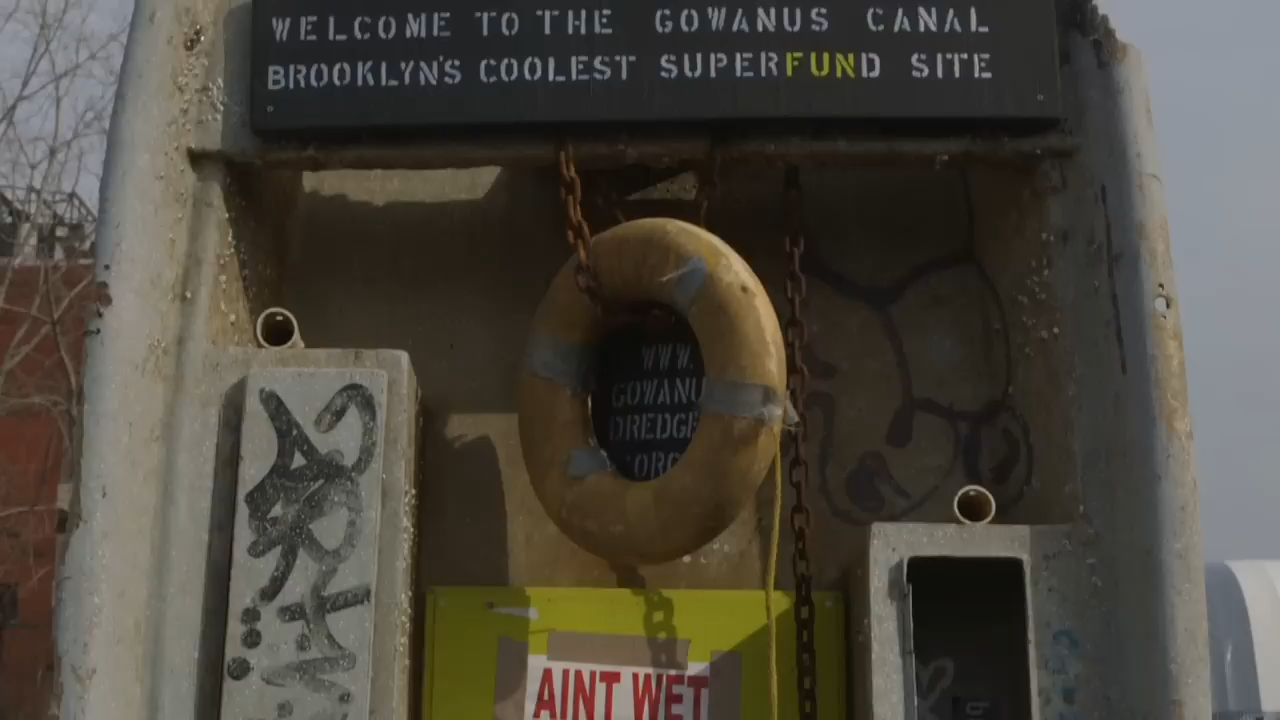 WELCOME TO THE GOWANUS CANAL
BROOKLYN'S COOLEST SUPERFUND SITE
WWW.
GOWANU
DREDGE
.ORG
AINT WET